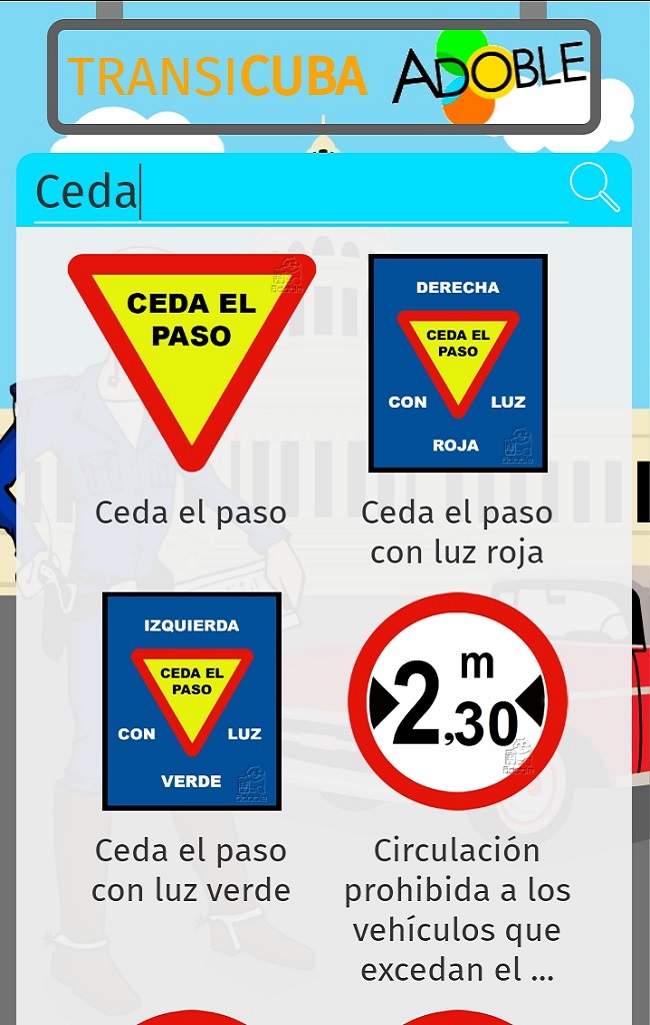 TRANSICUBA ADOBLE
Ceda
CEDA EL
PASO
Ceda el paso
DERECHA
CEDA EL
PASO
CON LUZ
ROJA
Ceda el paso
con luz roja
IZQUIERDA
CEDA EL
PASO
CON LUZ
VERDE
Ceda el paso
con luz verde
m
2,30
Circulación
prohibida a los
vehículos que
excedan el ...